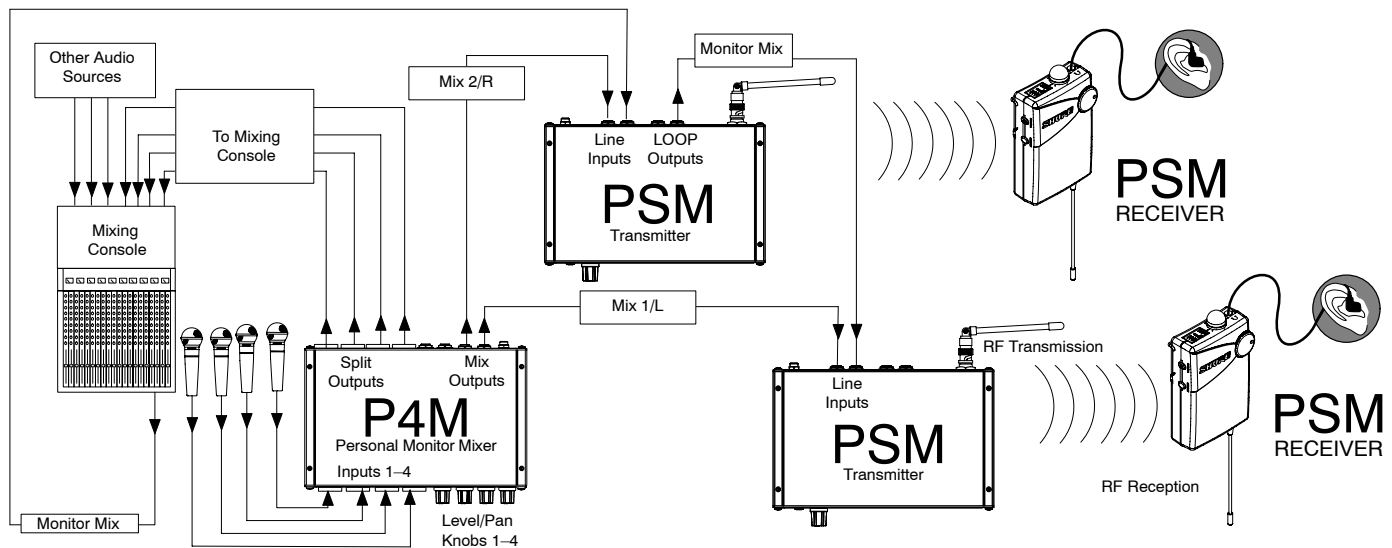 Other Audio
Sources
To Mixing
Console
Mixing
Console
Monitor Mix
Mix 2/R
Monitor Mix
Line
Inputs
LOOP
Outputs
PSM
Transmitter
SHURE
PSM
RECEIVER
Mix 1/L
Split
Outputs
Mix
Outputs
P4M
Personal Monitor Mixer
Inputs 1–4
Level/Pan
Knobs 1–4
Line
Inputs
PSM
Transmitter
RF Transmission
SHURE
PSM
RECEIVER
RF Reception